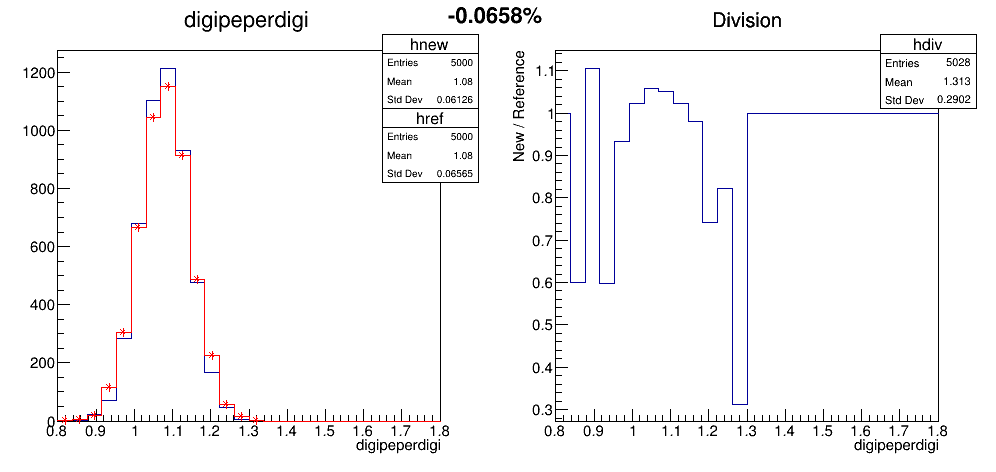 digipeperdigi
-0.0658%
Division
hnew
Entries 5000
Mean 1.08
Std Dev 0.06126
href
Entries 5000
Mean 1.08
Std Dev 0.06565
1200
1000
800
600
400
200
0
0.8 0.9 1 1.1 1.2 1.3 1.4 1.5 1.6 1.7 1.8
digipeperdigi
hdiv
Entries 5028
Mean 1.313
Std Dev 0.2902
New / Reference
1.1
1
0.9
0.8
0.7
0.6
0.5
0.4
0.3
0.8 0.9 1 1.1 1.2 1.3 1.4 1.5 1.6 1.7 1.8
digipeperdigi